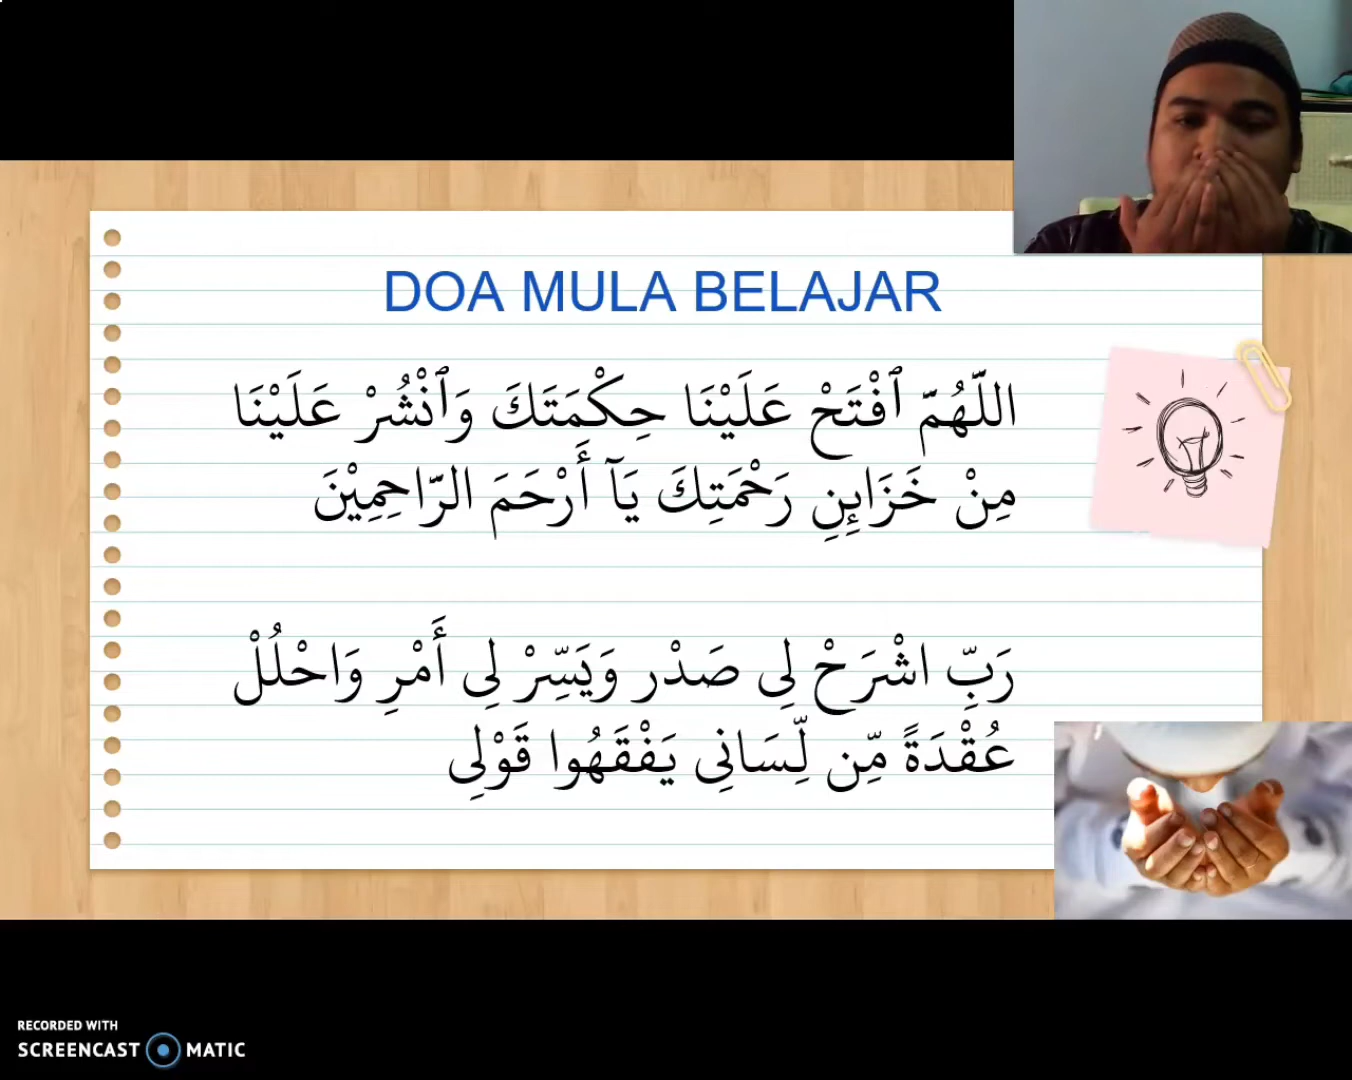 DOA MULA BELAJAR
اللّهُمّ ٱفْتَحْ عَلَيْنَا حِكْمَتَكَ وَٱنْشُرْ عَلَيْنَا
مِنْ خَزَائِنِ رَحْمَتِكَ يَآ أَرْحَمَ الرّاحِمِيْنَ
رَبِّ اشْرَحْ لِى صَدْر وَيَسِّرْ لِى أَمْرِ وَاحْلُلْ
عُقْدَةً مِّن لِّسَانِى يَفْقَهُوا قَوْلِى
RECORDED WITH
SCREENCAST MATIC